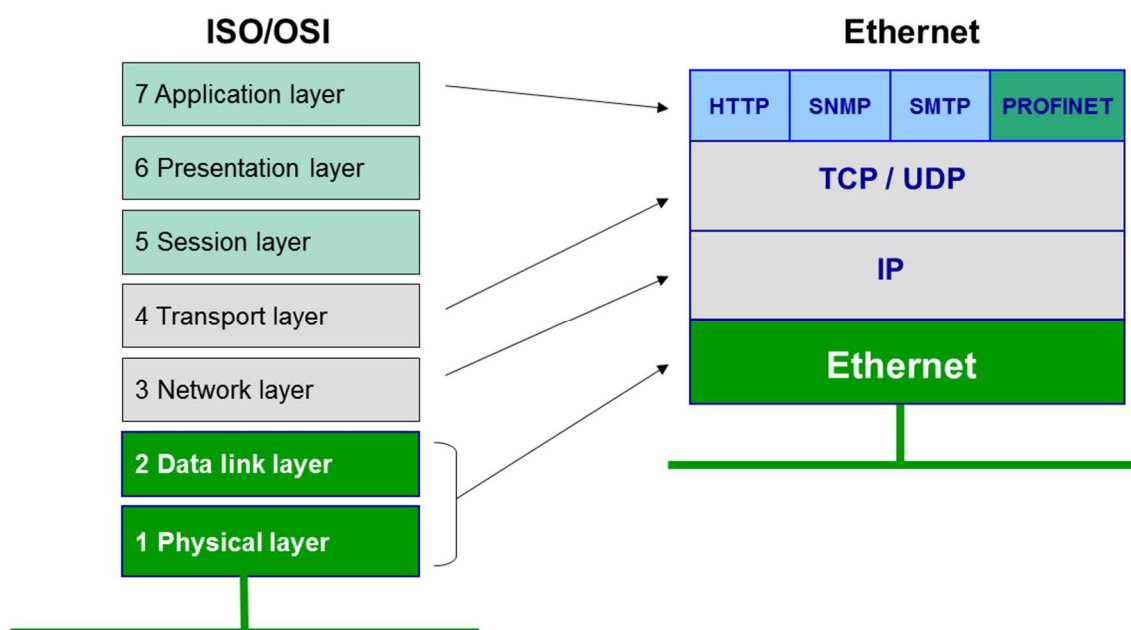 ISO/OSI
7 Application layer
6 Presentation layer
5 Session layer
4 Transport layer
3 Network layer
2 Data link layer
1 Physical layer
Ethernet
HTTP SNMP SMTP PROFINET
TCP / UDP
IP
Ethernet